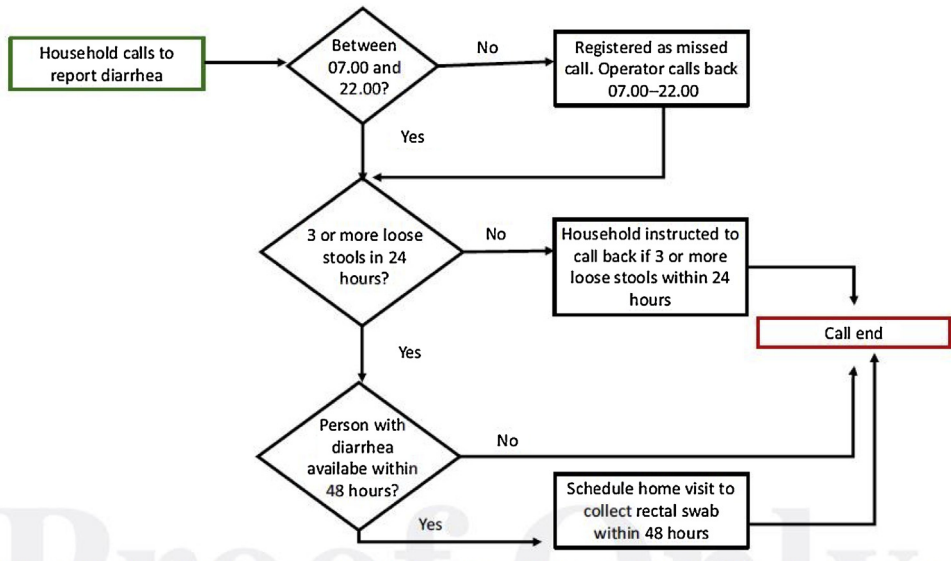 Household calls to
report diarrhea
Between
07.00 and
22.00?
No
Registered as missed
call. Operator calls back
07.00–22.00
Yes
3 or more loose
stools in 24
hours?
No
Household instructed to
call back if 3 or more
loose stools within 24
hours
Call end
Yes
Person with
diarrhea
availabe within
48 hours?
No
Schedule home visit to
collect rectal swab
within 48 hours
Yes
Proof Only